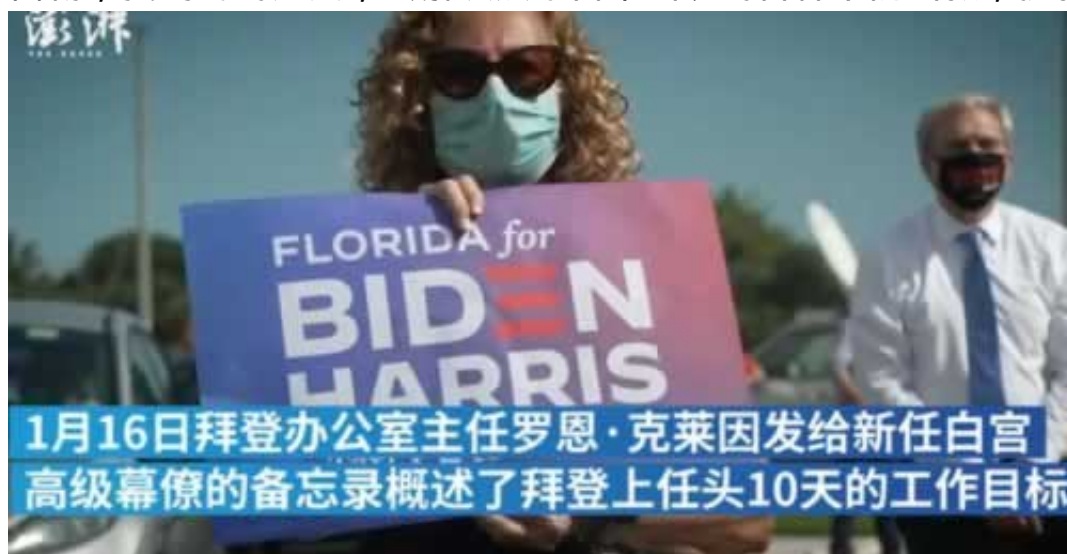 澎湃
THE PAPER
FLORIDA for
BIDEN
HARRIS
1月16日拜登办公室主任罗恩·克莱因发给新任白宫
高级幕僚的备忘录概述了拜登上任头10天的工作目标